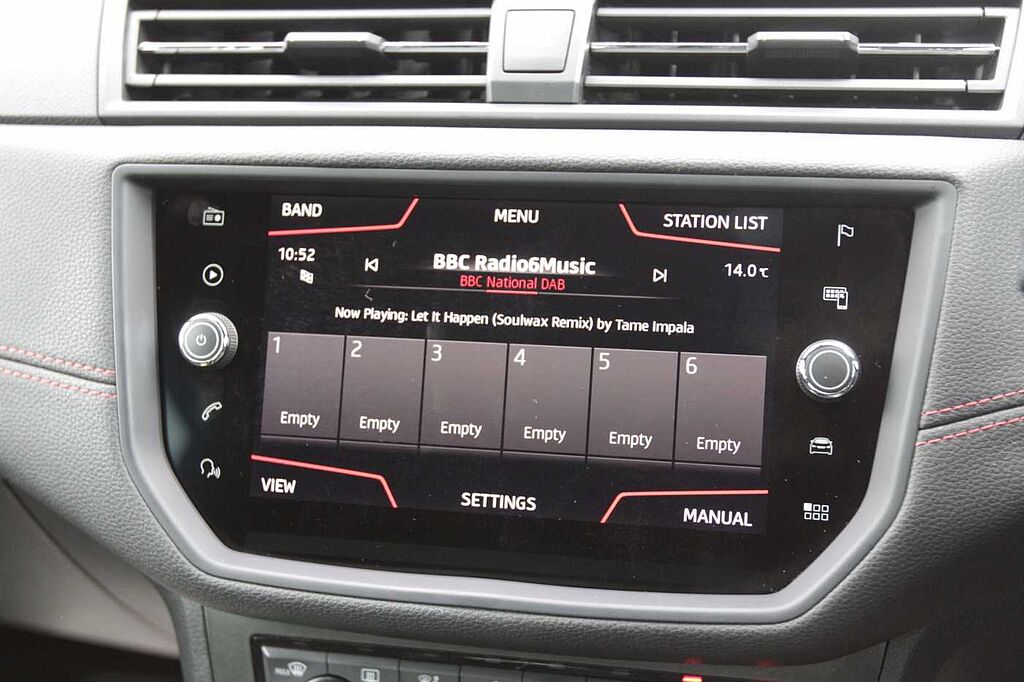 BAND
MENU
STATION LIST
10:52
BBC Radio6Music
14.0°C
BBC National DAB
Now Playing: Let It Happen (Soulwax Remix) by Tame Impala
1 2 3 4 5 6
Empty Empty Empty Empty Empty Empty
VIEW
SETTINGS
MANUAL
MAX